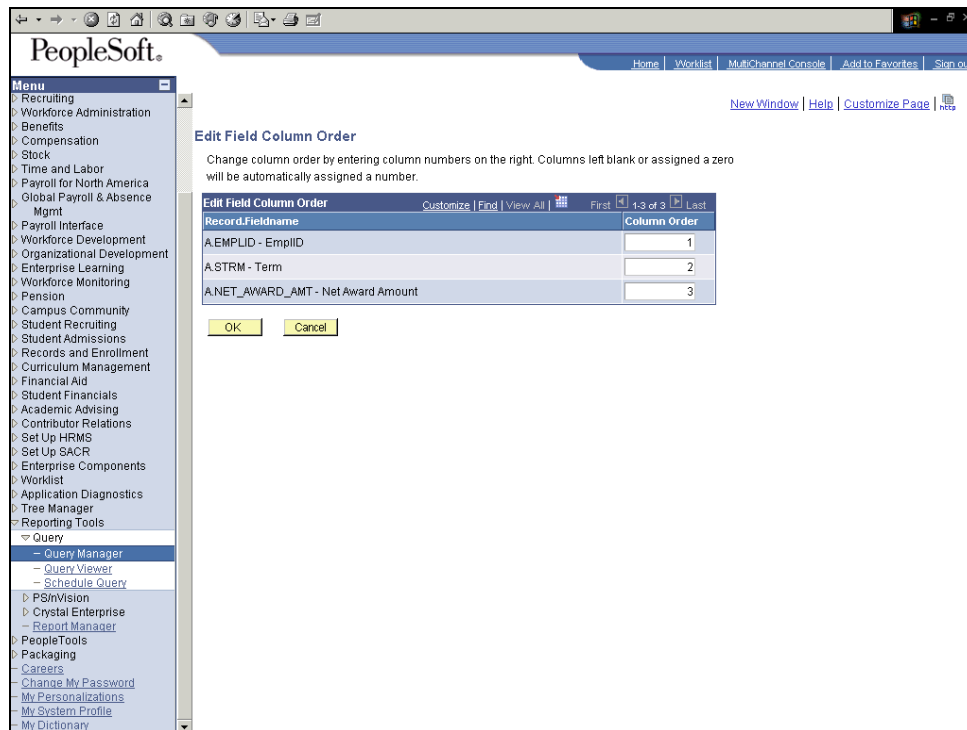 PeopleSoft.
Home | Worklist | MultiChannel Console | Add to Favorites | Sign ou
Menu
Recruiting
Workforce Administration
Benefits
Compensation
Stock
Time and Labor
Payroll for North America
Global Payroll & Absence
Mgmt
Payroll Interface
Workforce Development
Organizational Development
Enterprise Learning
Workforce Monitoring
Pension
Campus Community
Student Recruiting
Student Admissions
Records and Enrollment
Curriculum Management
Financial Aid
Student Financials
Academic Advising
Contributor Relations
Set Up HRMS
Set Up SACR
Enterprise Components
Worklist
Application Diagnostics
Tree Manager
Reporting Tools
Query
Query Manager
Query Viewer
Schedule Query
PS/nVision
Crystal Enterprise
Report Manager
PeopleTools
Packaging
Careers
Change My Password
My Personalizations
My System Profile
My Dictionary
New Window | Help | Customize Page | http
Edit Field Column Order
Change column order by entering column numbers on the right. Columns left blank or assigned a zero
will be automatically assigned a number.
Edit Field Column Order Customize | Find | View All | First 1-3 of 3 Last
Record.Fieldname Column Order
A.EMPLID - EmplID 1
A.STRM - Term 2
A.NET_AWARD_AMT - Net Award Amount 3
OK Cancel